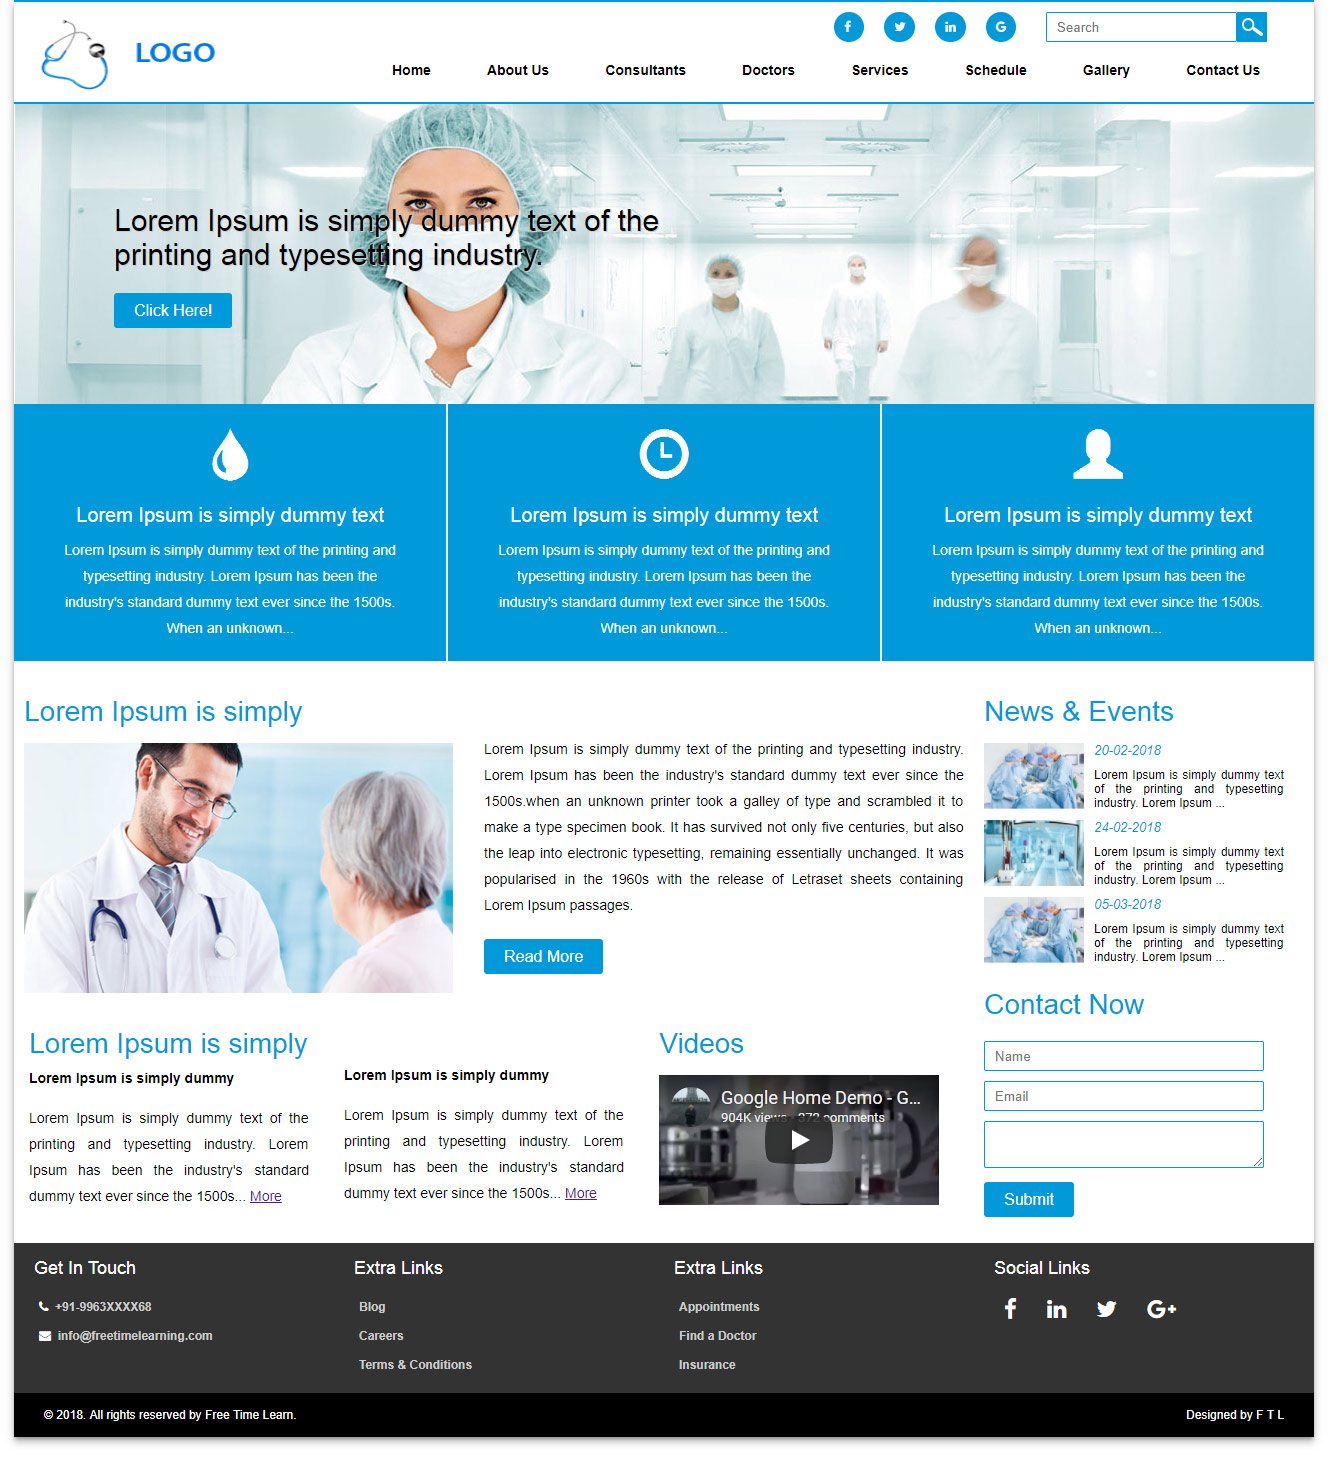 LOGO
Search
Home About Us Consultants Doctors Services Schedule Gallery Contact Us
Lorem Ipsum is simply dummy text of the
printing and typesetting industry.
Click Here!
Lorem Ipsum is simply dummy text
Lorem Ipsum is simply dummy text of the printing and
typesetting industry. Lorem Ipsum has been the
industry's standard dummy text ever since the 1500s.
When an unknown...
Lorem Ipsum is simply dummy text
Lorem Ipsum is simply dummy text of the printing and
typesetting industry. Lorem Ipsum has been the
industry's standard dummy text ever since the 1500s.
When an unknown...
Lorem Ipsum is simply dummy text
Lorem Ipsum is simply dummy text of the printing and
typesetting industry. Lorem Ipsum has been the
industry's standard dummy text ever since the 1500s.
When an unknown...
Lorem Ipsum is simply
Lorem Ipsum is simply dummy text of the printing and typesetting industry.
Lorem Ipsum has been the industry's standard dummy text ever since the
1500s.when an unknown printer took a galley of type and scrambled it to
make a type specimen book. It has survived not only five centuries, but also
the leap into electronic typesetting, remaining essentially unchanged. It was
popularised in the 1960s with the release of Letraset sheets containing
Lorem Ipsum passages.
Read More
News & Events
20-02-2018
Lorem Ipsum is simply dummy text
of the printing and typesetting
industry. Lorem Ipsum ...
24-02-2018
Lorem Ipsum is simply dummy text
of the printing and typesetting
industry. Lorem Ipsum ...
05-03-2018
Lorem Ipsum is simply dummy text
of the printing and typesetting
industry. Lorem Ipsum ...
Lorem Ipsum is simply
Lorem Ipsum is simply dummy
Lorem Ipsum is simply dummy text of the
printing and typesetting industry. Lorem
Ipsum has been the industry's standard
dummy text ever since the 1500s... More
Lorem Ipsum is simply dummy
Lorem Ipsum is simply dummy text of the
printing and typesetting industry. Lorem
Ipsum has been the industry's standard
dummy text ever since the 1500s... More
Videos
Google Home Demo - G...
904K views · 372 comments
Contact Now
Name
Email
Submit
Get In Touch
+91-9963XXXX68
info@freetimelearning.com
Extra Links
Blog
Careers
Terms & Conditions
Extra Links
Appointments
Find a Doctor
Insurance
Social Links
© 2018. All rights reserved by Free Time Learn.
Designed by F T L